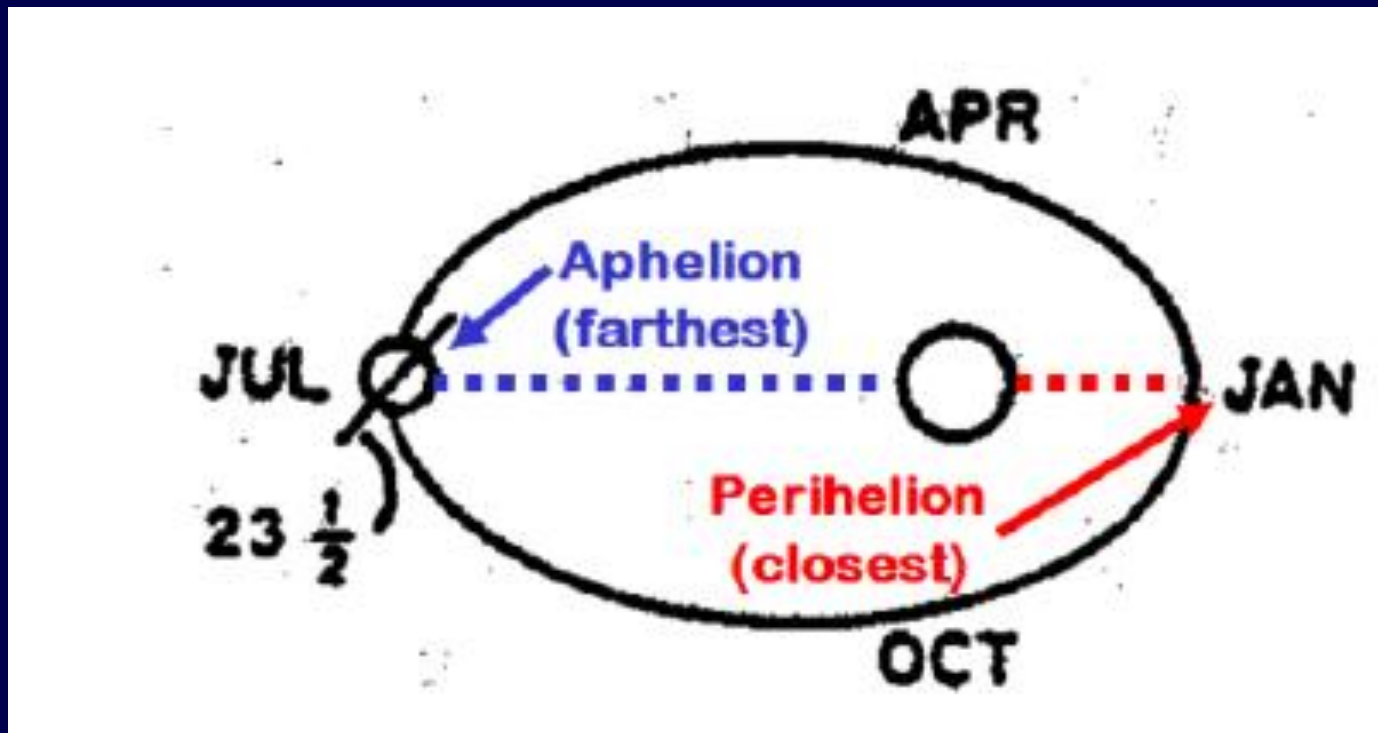 APR
Aphelion
(farthest)
JUL
JAN
23 1/2
Perihelion
(closest)
OCT